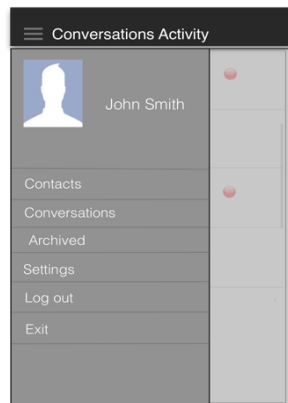 Conversations Activity
John Smith
Contacts
Conversations
Archived
Settings
Log out
Exit